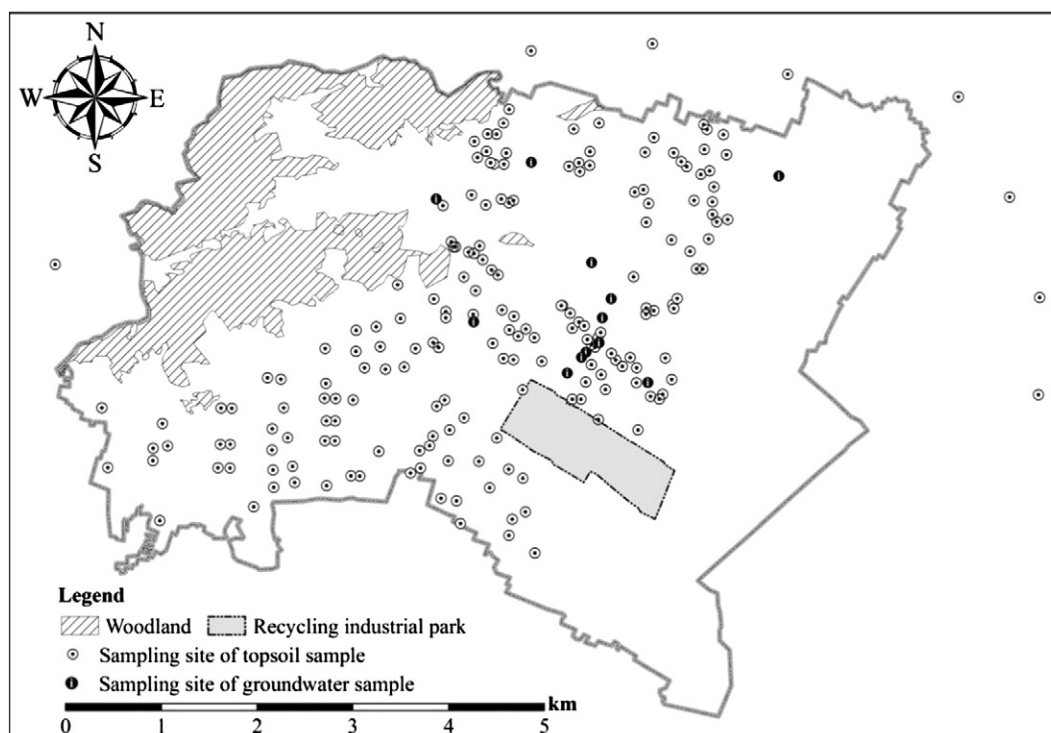 N
W E
S
Legend
Woodland Recycling industrial park
Sampling site of topsoil sample
Sampling site of groundwater sample
km
0 1 2 3 4 5